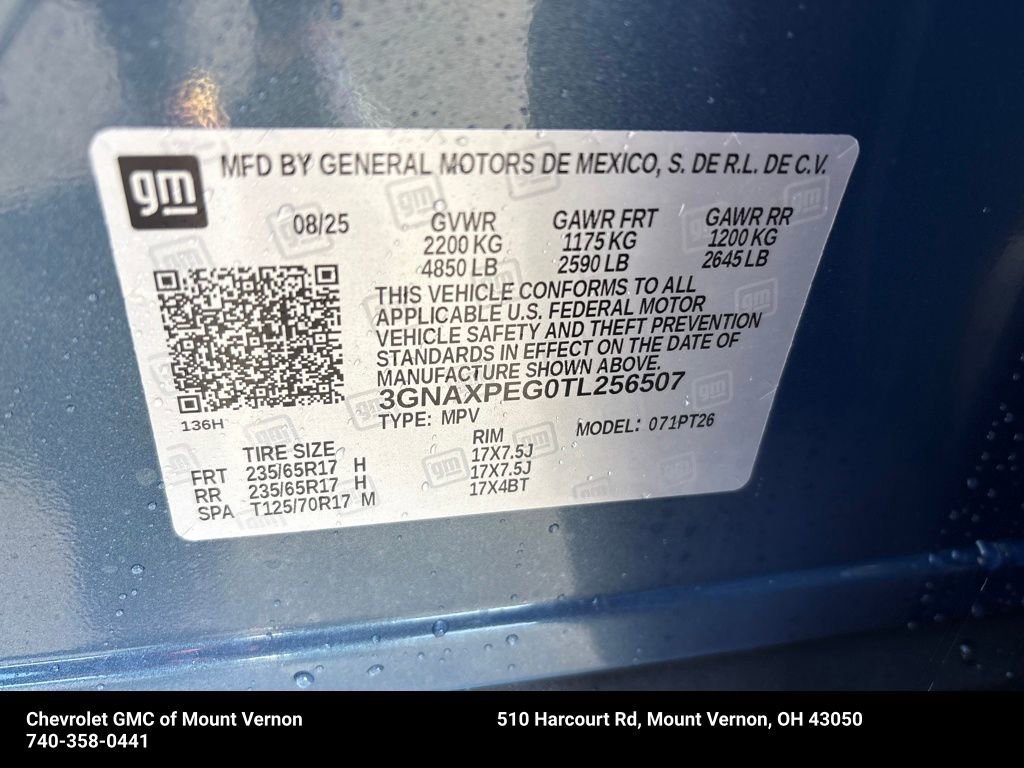 gm
MFD BY GENERAL MOTORS DE MEXICO, S. DE R.L. DE C.V.
08/25 GVWR GAWR FRT GAWR RR
2200 KG 1175 KG 1200 KG
4850 LB 2590 LB 2645 LB
THIS VEHICLE CONFORMS TO ALL
APPLICABLE U.S. FEDERAL MOTOR
VEHICLE SAFETY AND THEFT PREVENTION
STANDARDS IN EFFECT ON THE DATE OF
MANUFACTURE SHOWN ABOVE.
3GNAXPEG0TL256507
136H
TYPE: MPV MODEL: 071PT26
TIRE SIZE RIM
FRT 235/65R17 H 17X7.5J
RR 235/65R17 H 17X7.5J
SPA T125/70R17 M 17X4BT
Chevrolet GMC of Mount Vernon 510 Harcourt Rd, Mount Vernon, OH 43050
740-358-0441